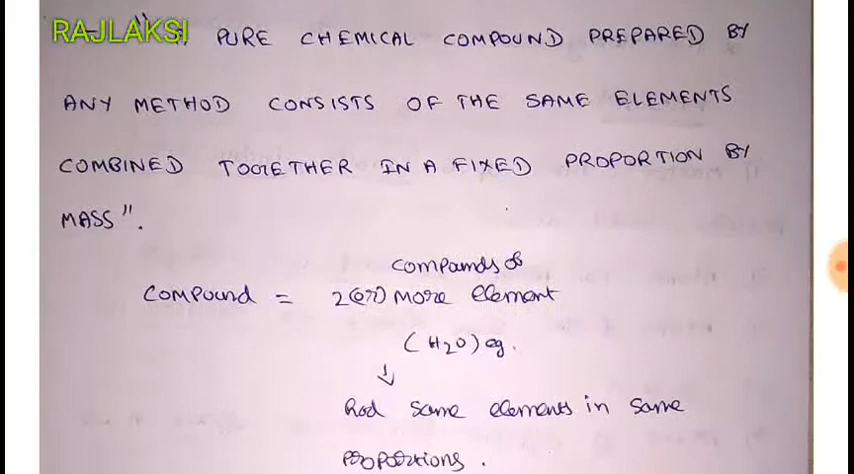 RAJLAKSI PURE CHEMICAL COMPOUND PREPARED BY
ANY METHOD CONSISTS OF THE SAME ELEMENTS
COMBINED TOGETHER IN A FIXED PROPORTION BY
MASS".
compounds of
Compound = 2(or) more element
(H2O) eg.
↓
same elements in same
proportions.